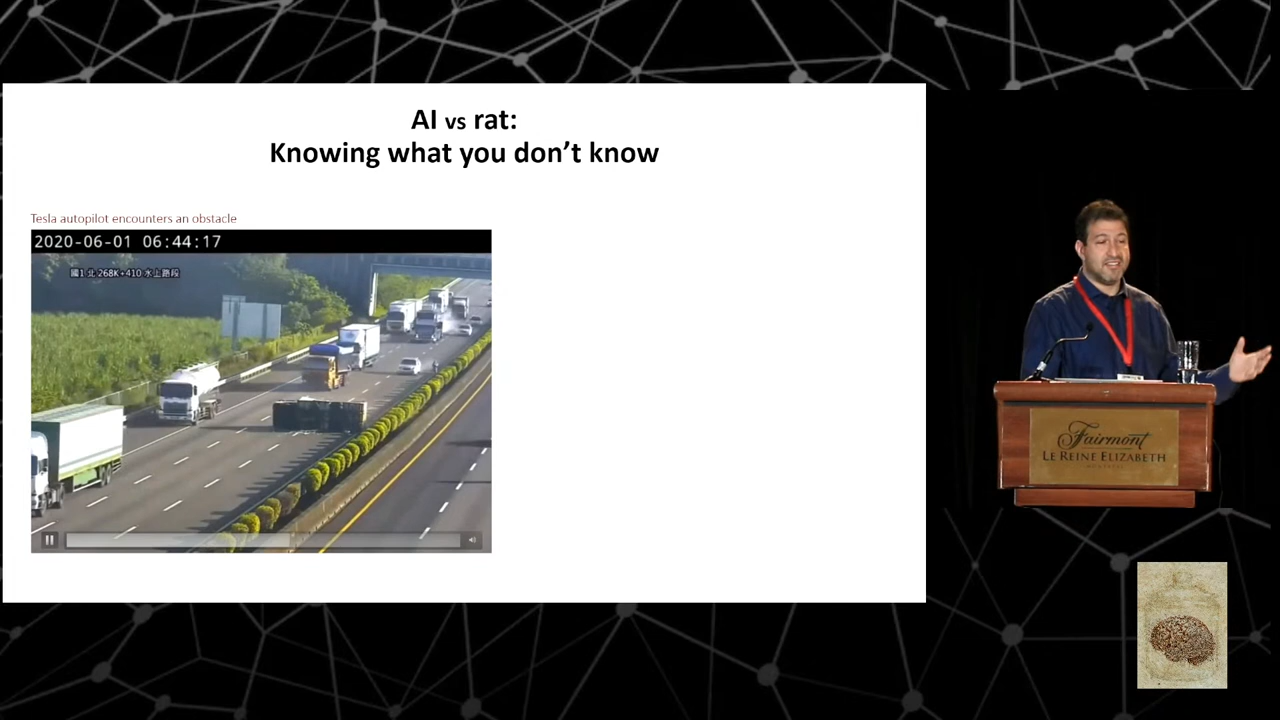 AI vs rat:
Knowing what you don’t know
Tesla autopilot encounters an obstacle
2020-06-01 06:44:17
國1 北 268K+410 水上路段
Fairmont
LE REINE ELIZABETH